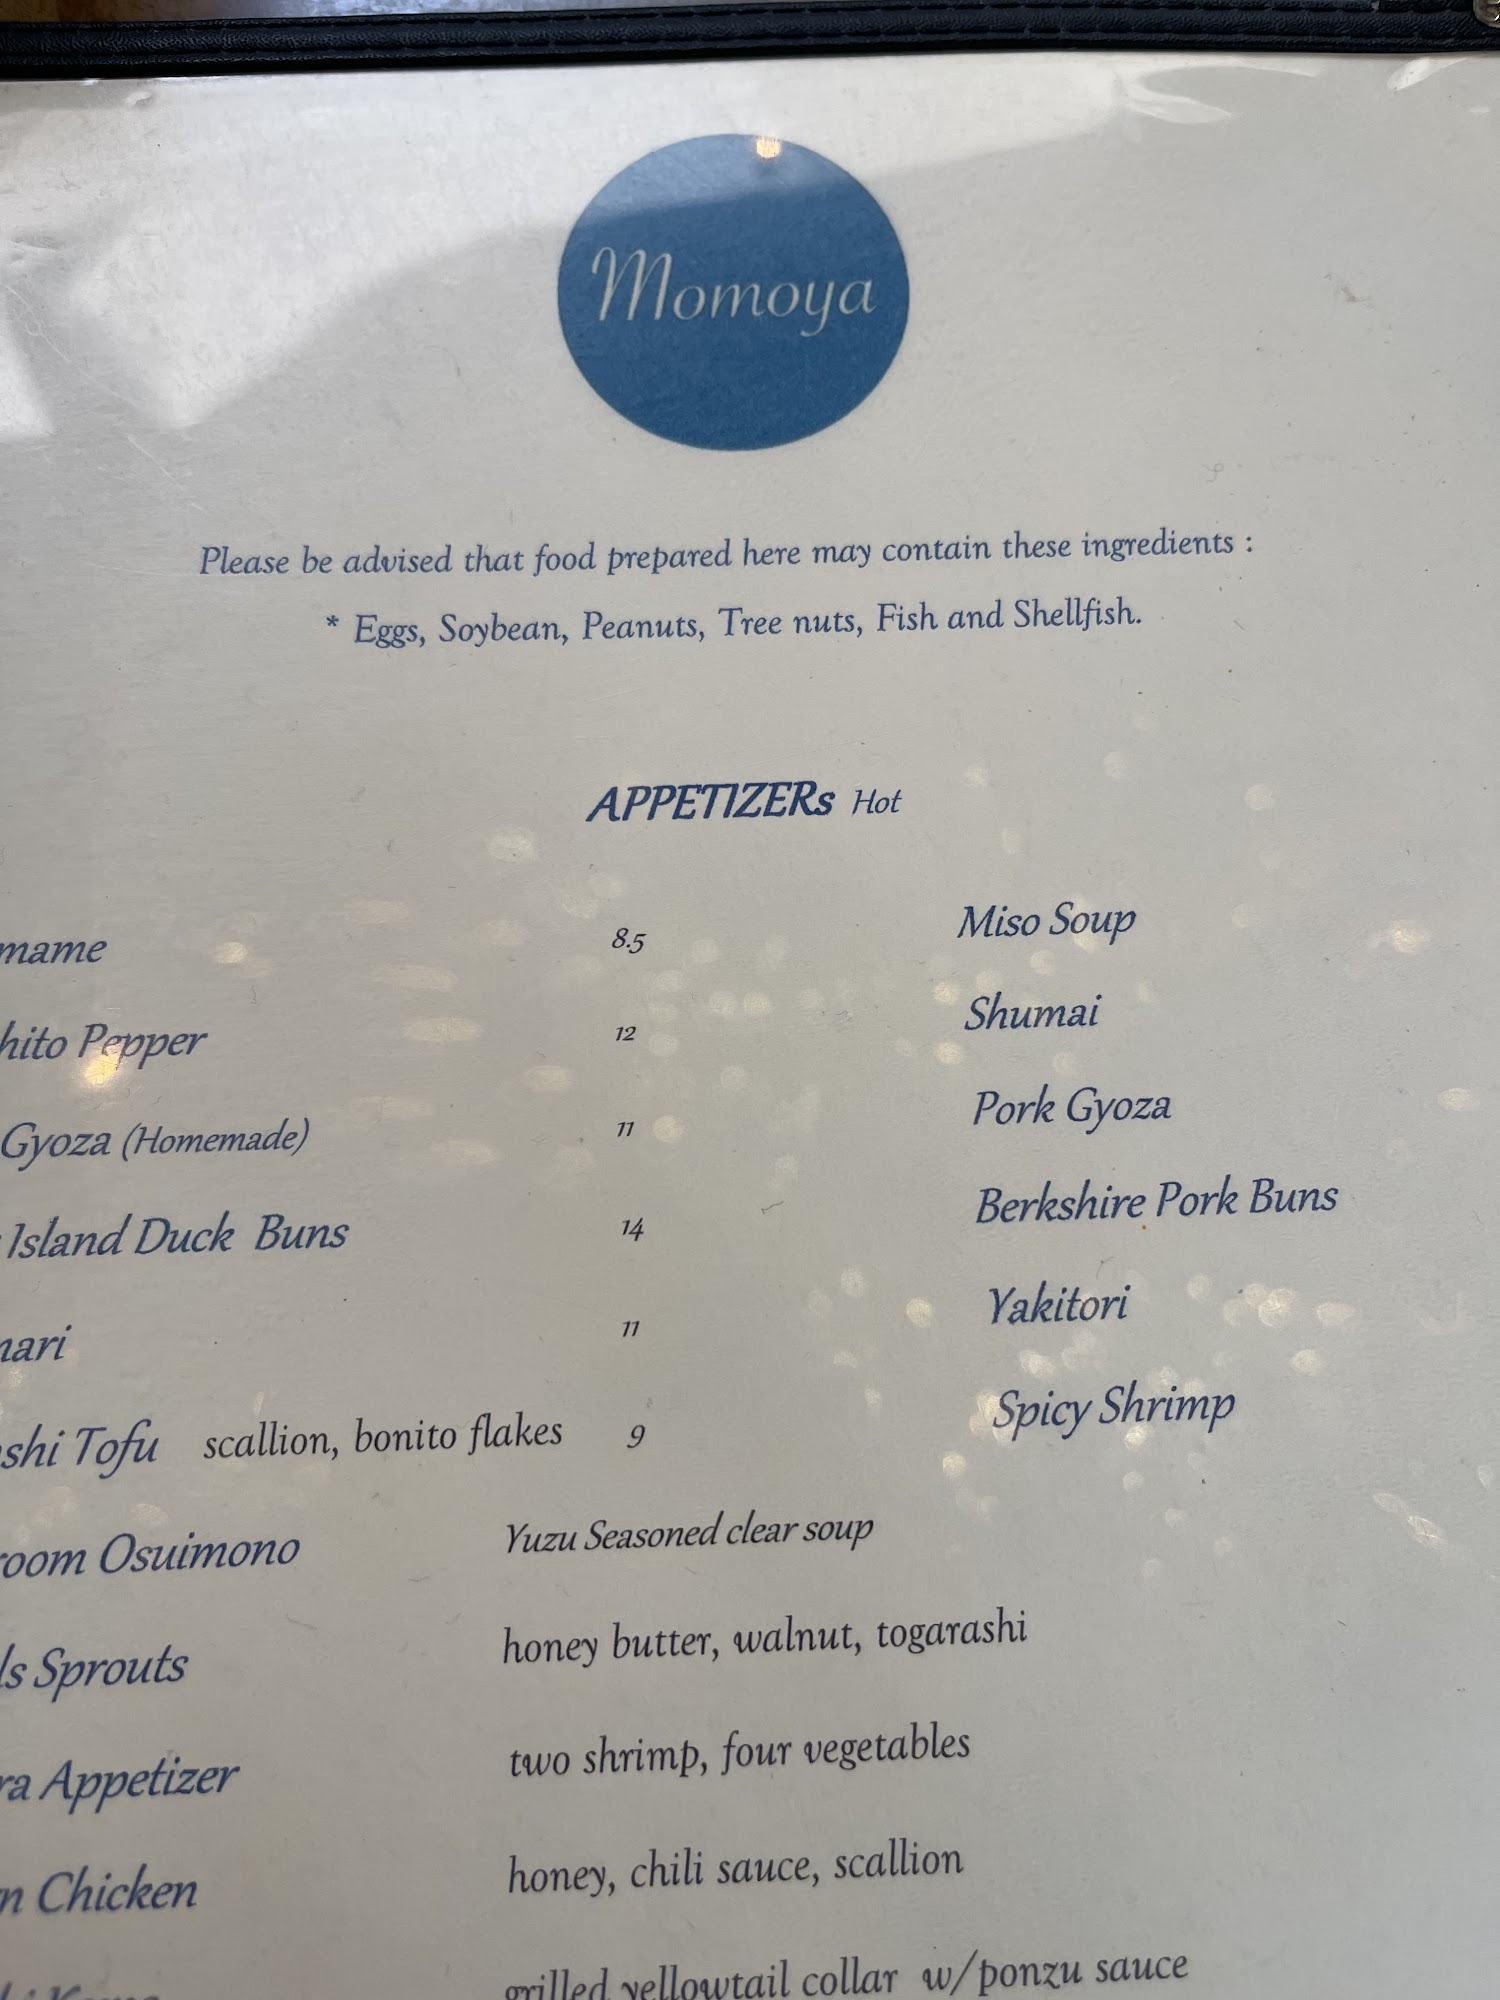 Momoya
Please be advised that food prepared here may contain these ingredients :
* Eggs, Soybean, Peanuts, Tree nuts, Fish and Shellfish.
APPETIZERs Hot
mame 8.5 Miso Soup
hito Pepper 12 Shumai
Gyoza (Homemade) 11 Pork Gyoza
Island Duck Buns 14 Berkshire Pork Buns
nari 11 Yakitori
shi Tofu scallion, bonito flakes 9 Spicy Shrimp
room Osuimono Yuzu Seasoned clear soup
ls Sprouts honey butter, walnut, togarashi
ra Appetizer two shrimp, four vegetables
n Chicken honey, chili sauce, scallion
grilled yellowtail collar w/ponzu sauce